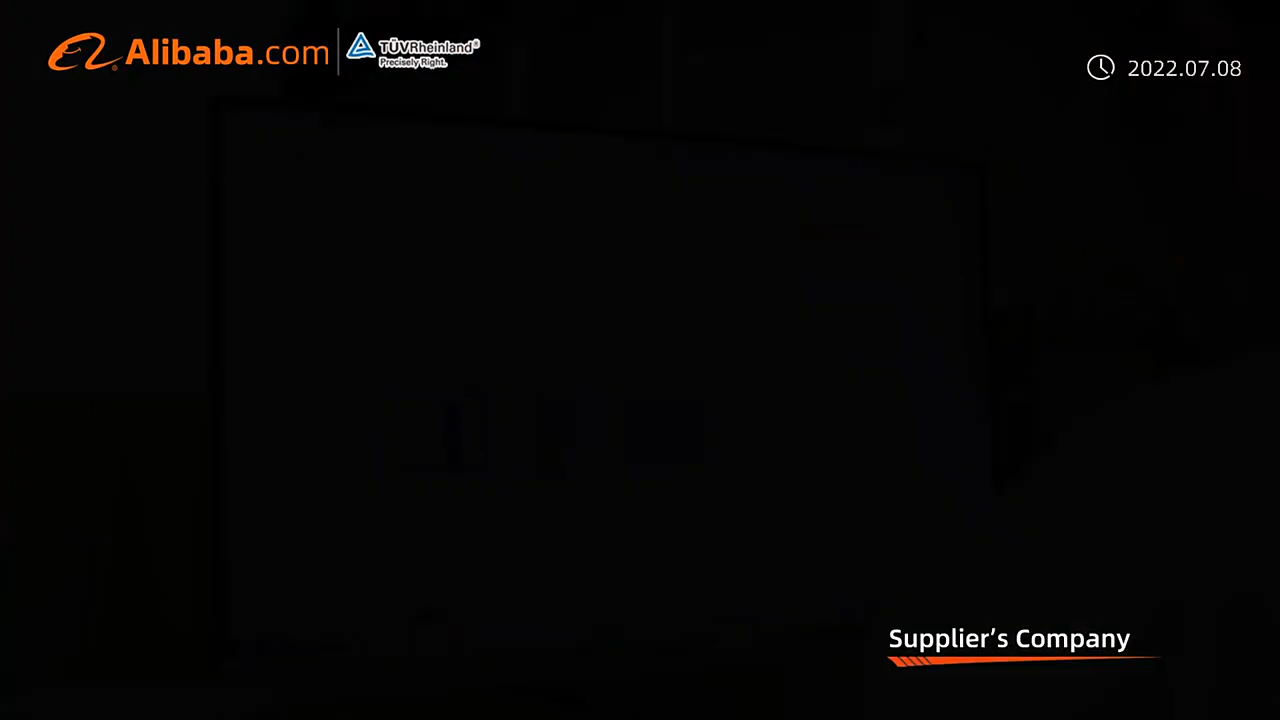 Alibaba.com
TÜVRheinland®
Precisely Right.
2022.07.08
Supplier's Company